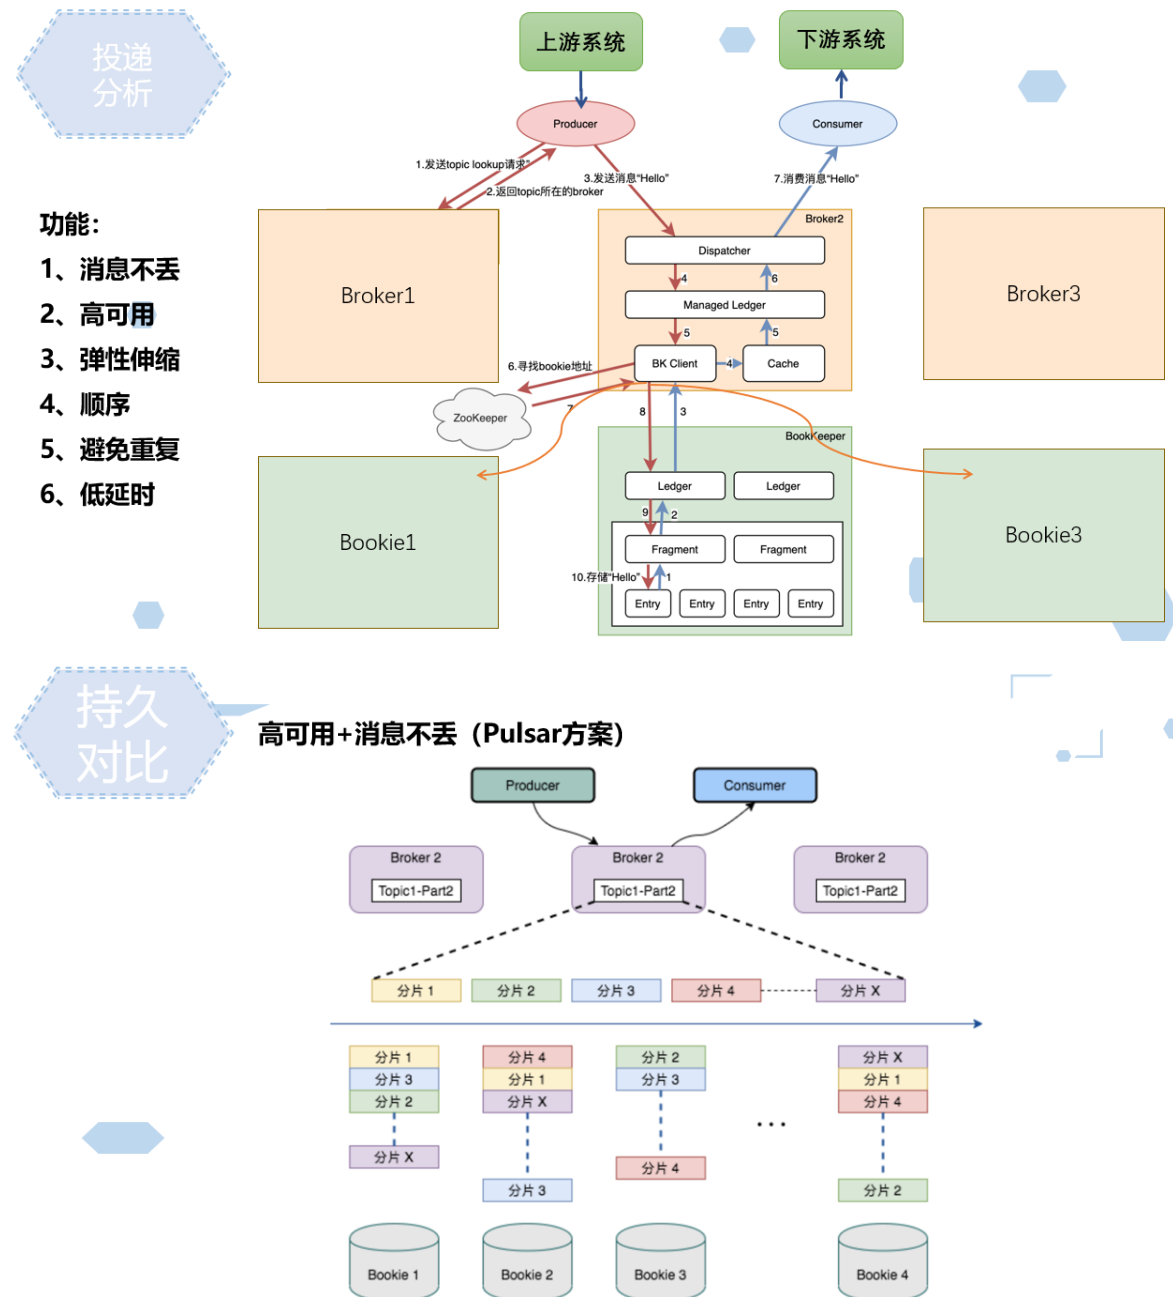 投递
分析
上游系统
下游系统
Producer
Consumer
1.发送topic lookup请求"
2.返回topic所在的broker
3.发送消息“Hello”
7.消费消息“Hello”
功能：
1、消息不丢
2、高可用
3、弹性伸缩
4、顺序
5、避免重复
6、低延时
Broker1
Broker2
Dispatcher
4
6
Managed Ledger
5
5
BK Client
4
Cache
Broker3
6.寻找bookie地址
7
ZooKeeper
8
3
BookKeeper
Ledger
Ledger
9
2
Fragment
Fragment
10.存储“Hello”
1
Entry
Entry
Entry
Entry
Bookie1
Bookie3
持久
对比
高可用+消息不丢（Pulsar方案）
Producer
Consumer
Broker 2
Topic1-Part2
Broker 2
Topic1-Part2
Broker 2
Topic1-Part2
分片 1
分片 2
分片 3
分片 4
分片 X
分片 1
分片 3
分片 2
分片 X
分片 4
分片 1
分片 X
分片 3
分片 2
分片 3
分片 4
...
分片 X
分片 1
分片 4
分片 2
Bookie 1
Bookie 2
Bookie 3
Bookie 4